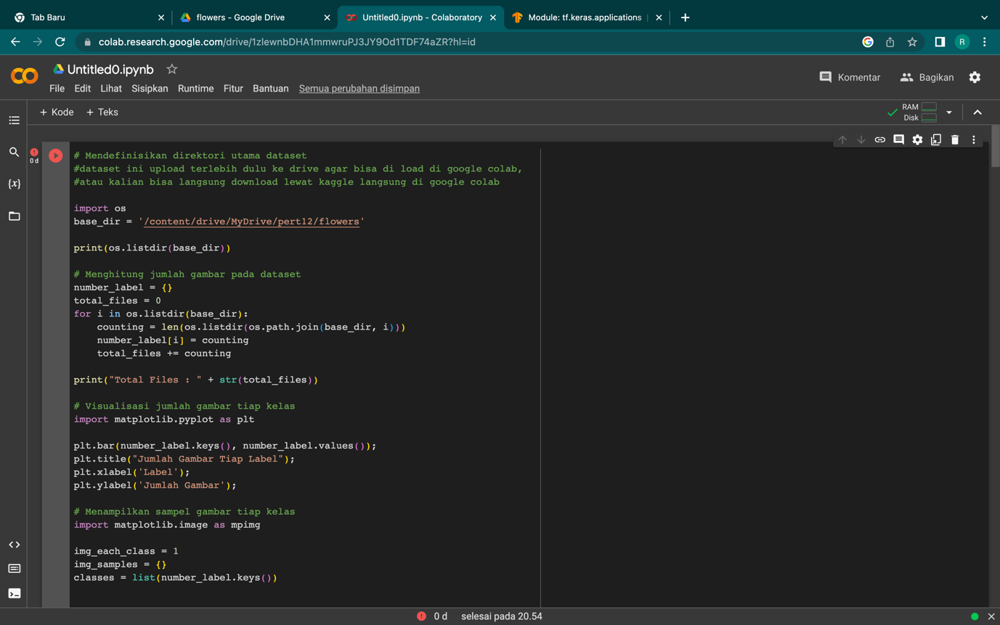 Tab Baru
flowers - Google Drive
Untitled0.ipynb - Colaboratory
Module: tf.keras.applications
colab.research.google.com/drive/1zlewnbDHA1mmwruPJ3JY9Od1TDF74aZR?hl=id
R
Untitled0.ipynb
Komentar
Bagikan
File Edit Lihat Sisipkan Runtime Fitur Bantuan Semua perubahan disimpan
+ Kode + Teks
RAM
Disk
0 d
{x}
# Mendefinisikan direktori utama dataset
#dataset ini upload terlebih dulu ke drive agar bisa di load di google colab,
#atau kalian bisa langsung download lewat kaggle langsung di google colab
import os
base_dir = '/content/drive/MyDrive/pert12/flowers'
print(os.listdir(base_dir))
# Menghitung jumlah gambar pada dataset
number_label = {}
total_files = 0
for i in os.listdir(base_dir):
    counting = len(os.listdir(os.path.join(base_dir, i)))
    number_label[i] = counting
    total_files += counting
print("Total Files : " + str(total_files))
# Visualisasi jumlah gambar tiap kelas
import matplotlib.pyplot as plt
plt.bar(number_label.keys(), number_label.values());
plt.title("Jumlah Gambar Tiap Label");
plt.xlabel('Label');
plt.ylabel('Jumlah Gambar');
# Menampilkan sampel gambar tiap kelas
import matplotlib.image as mpimg
img_each_class = 1
img_samples = {}
classes = list(number_label.keys())
0 d selesai pada 20.54